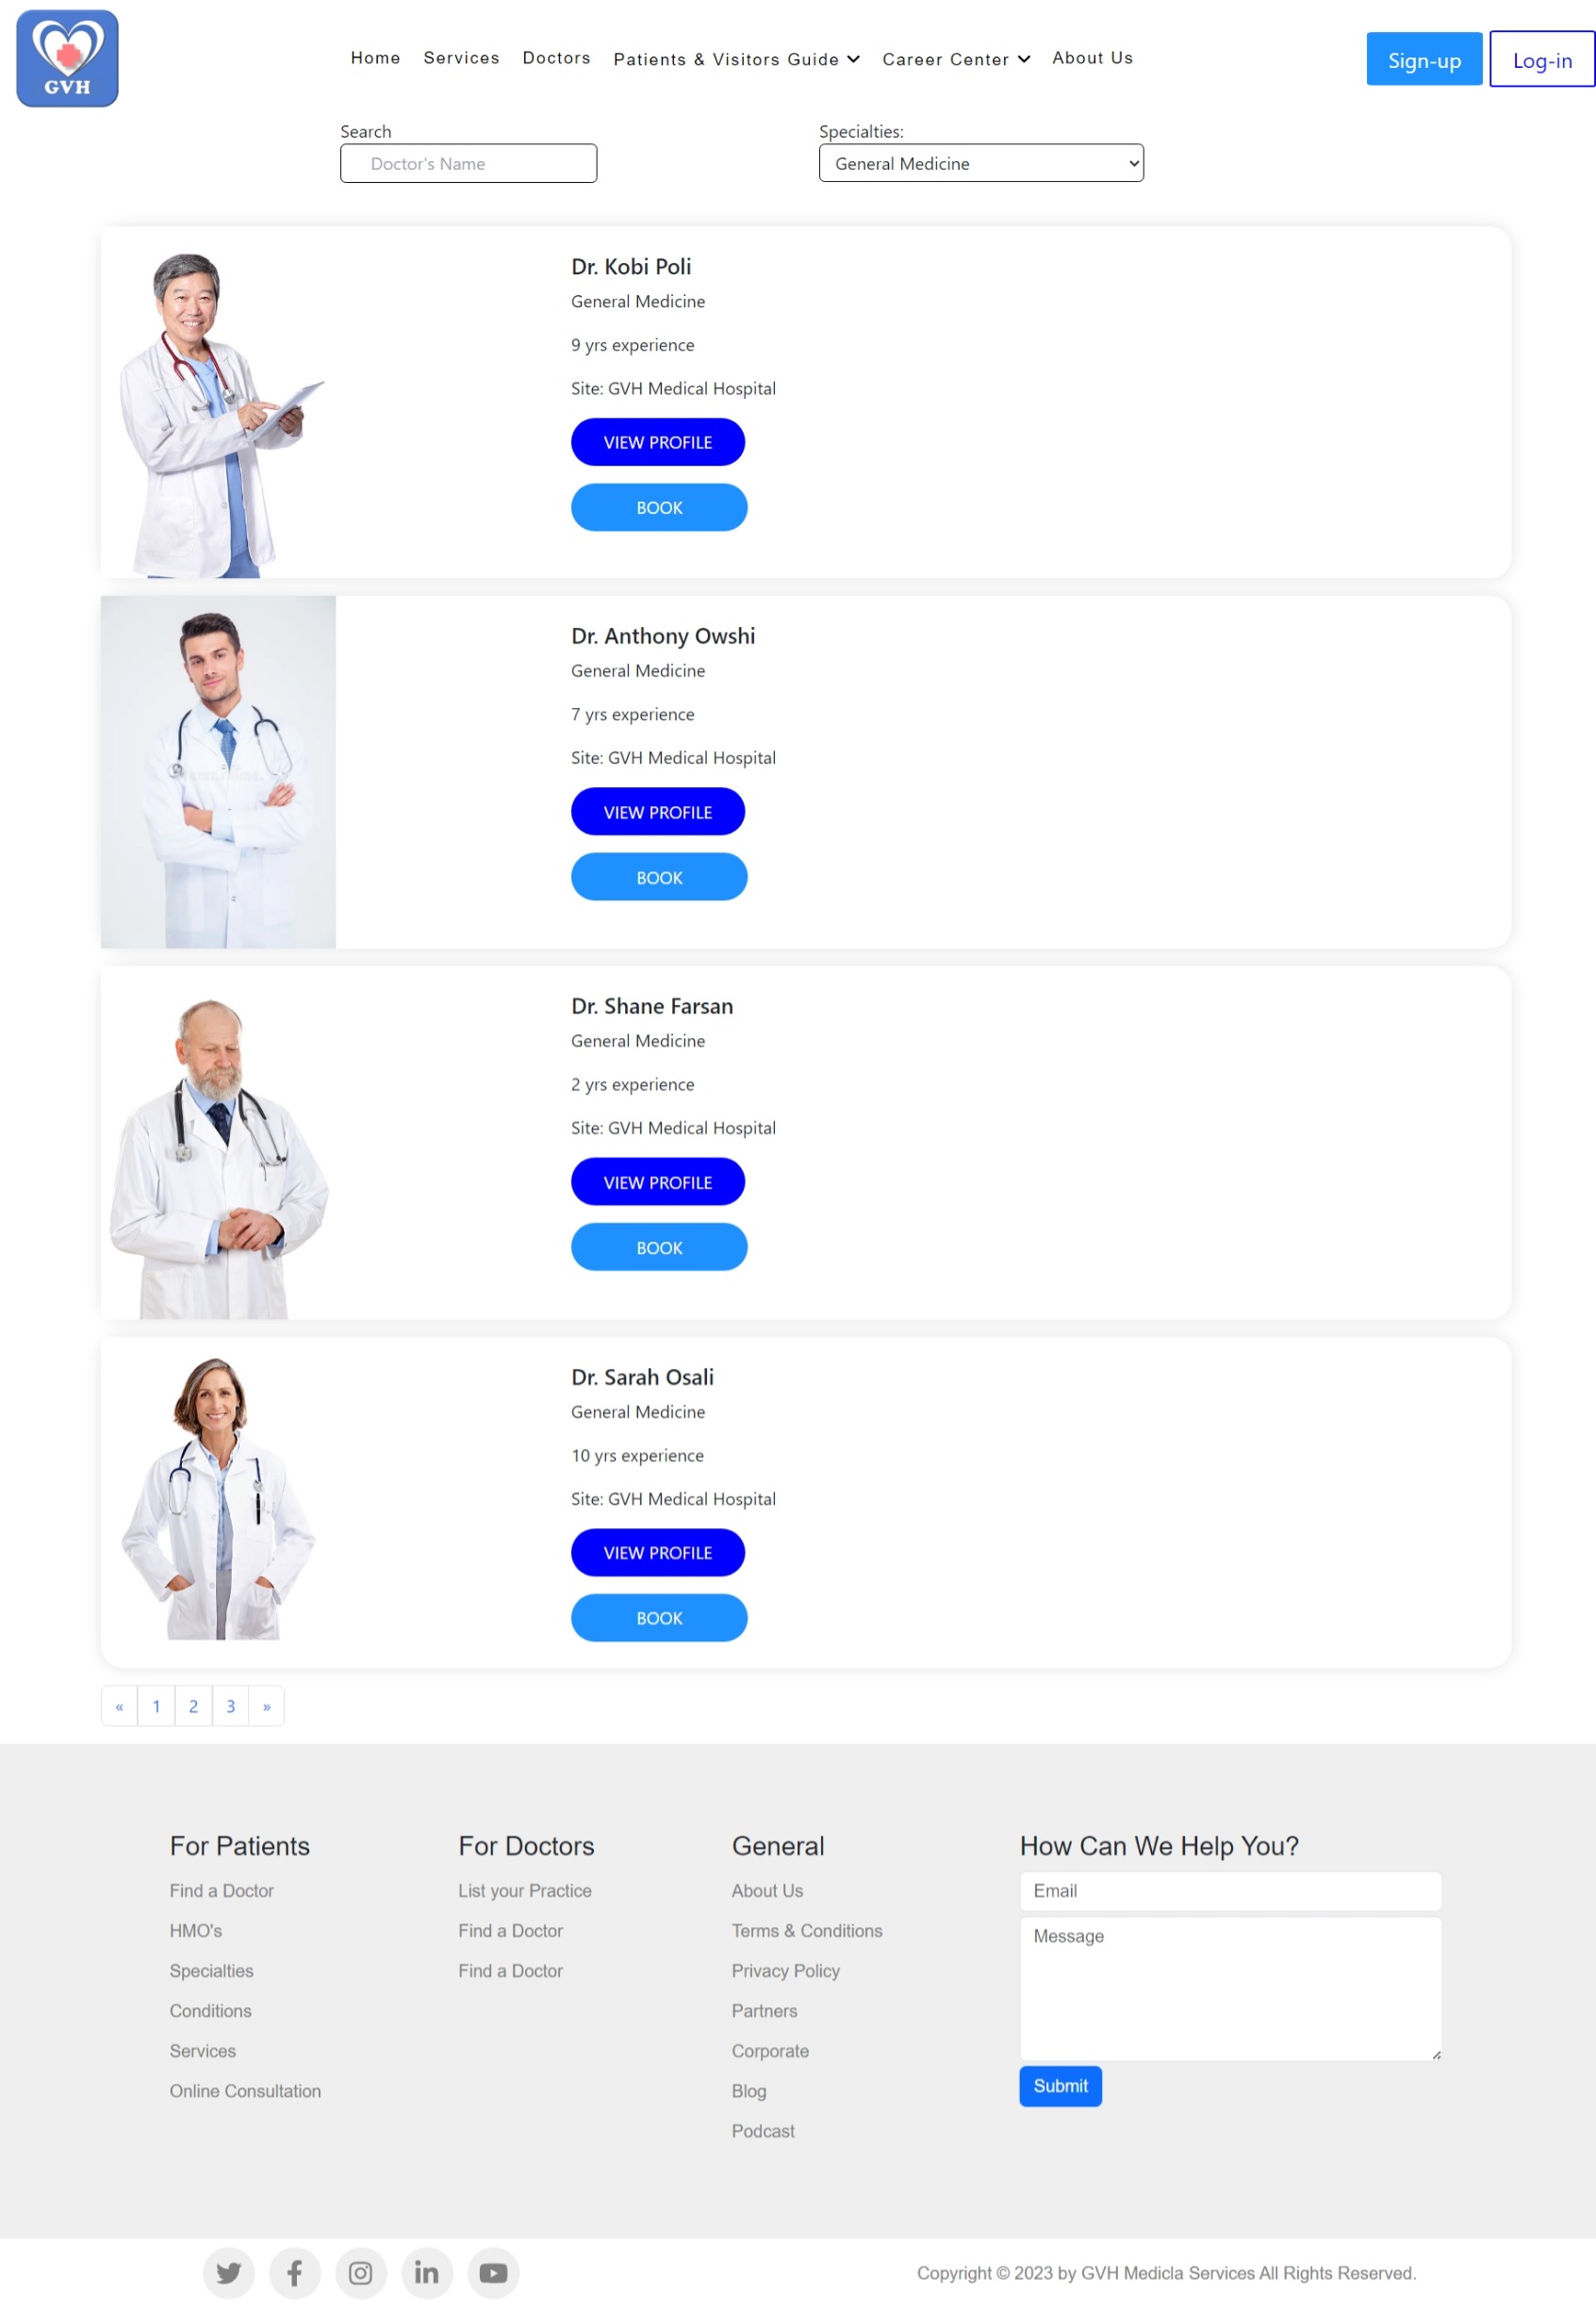 GVH
Home Services Doctors Patients & Visitors Guide Career Center About Us
Sign-up Log-in
Search Specialties:
Doctor's Name General Medicine
Dr. Kobi Poli
General Medicine
9 yrs experience
Site: GVH Medical Hospital
VIEW PROFILE
BOOK
Dr. Anthony Owshi
General Medicine
7 yrs experience
Site: GVH Medical Hospital
VIEW PROFILE
BOOK
Dr. Shane Farsan
General Medicine
2 yrs experience
Site: GVH Medical Hospital
VIEW PROFILE
BOOK
Dr. Sarah Osali
General Medicine
10 yrs experience
Site: GVH Medical Hospital
VIEW PROFILE
BOOK
« 1 2 3 »
For Patients
Find a Doctor
HMO's
Specialties
Conditions
Services
Online Consultation
For Doctors
List your Practice
Find a Doctor
Find a Doctor
General
About Us
Terms & Conditions
Privacy Policy
Partners
Corporate
Blog
Podcast
How Can We Help You?
Email
Message
Submit
Copyright © 2023 by GVH Medicla Services All Rights Reserved.